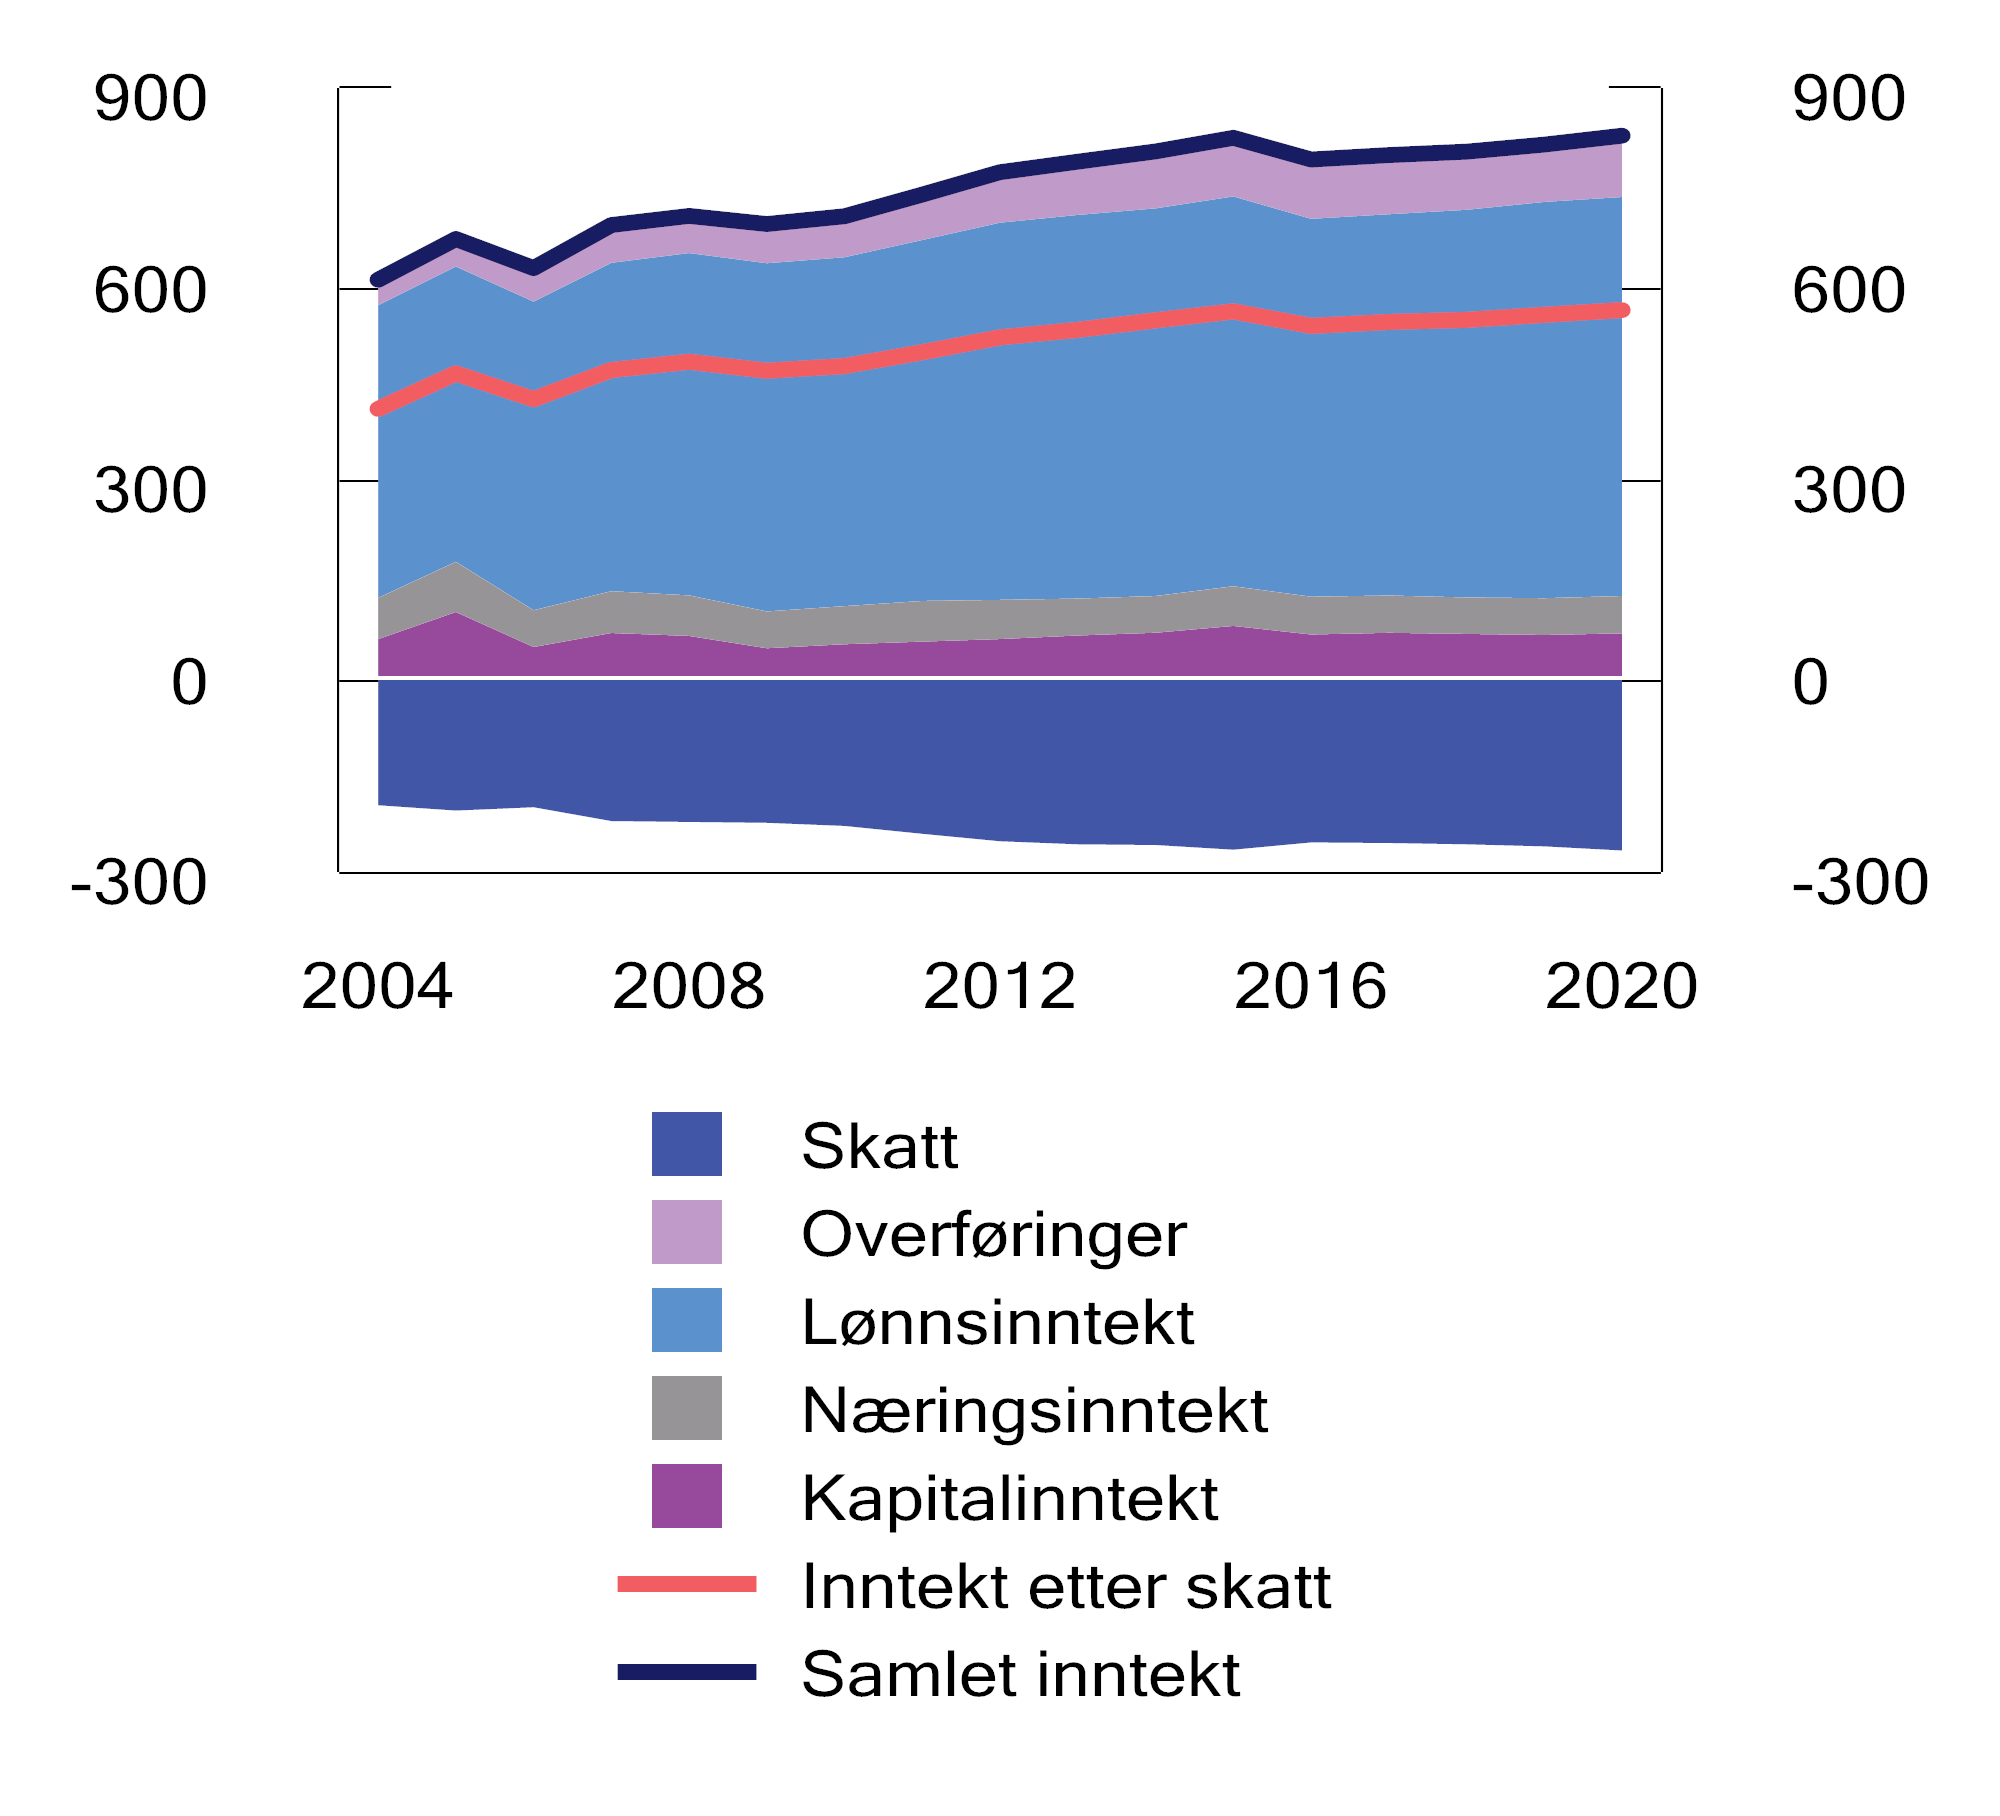 900 900
600 600
300 300
0 0
-300 -300
2004 2008 2012 2016 2020
Skatt
Overføringer
Lønnsinntekt
Næringsinntekt
Kapitalinntekt
Inntekt etter skatt
Samlet inntekt